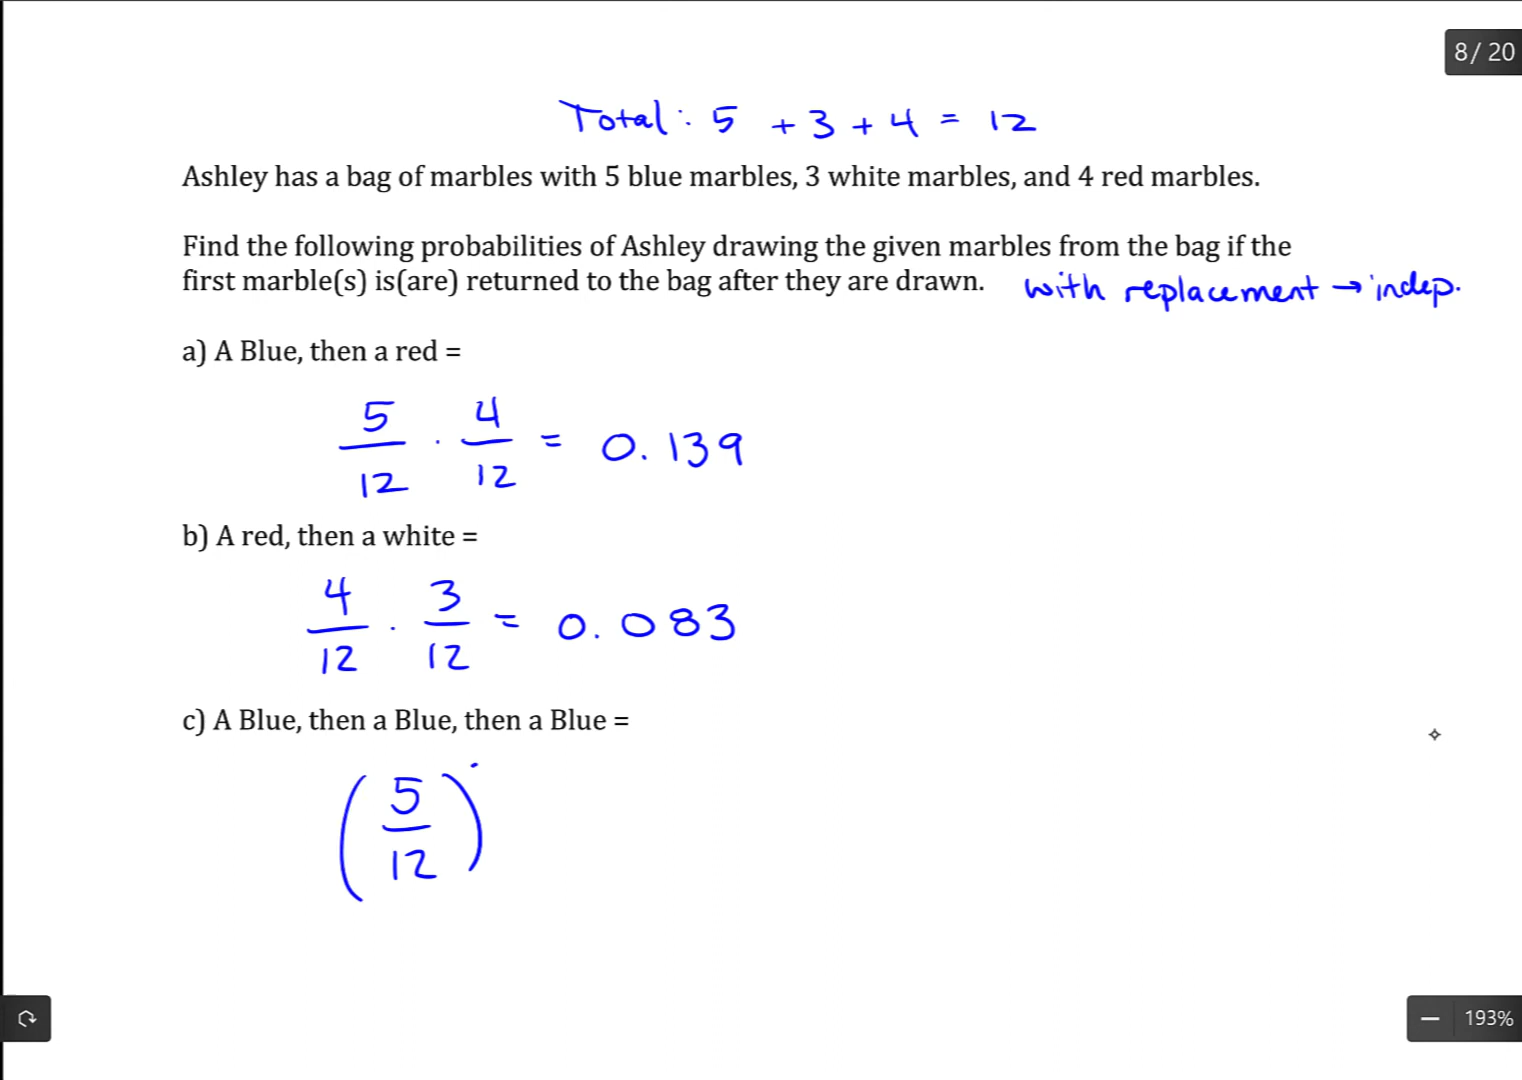 8 / 20
Total: 5 + 3 + 4 = 12
Ashley has a bag of marbles with 5 blue marbles, 3 white marbles, and 4 red marbles.
Find the following probabilities of Ashley drawing the given marbles from the bag if the
first marble(s) is(are) returned to the bag after they are drawn. with replacement → indep.
a) A Blue, then a red =
5/12 · 4/12 = 0.139
b) A red, then a white =
4/12 · 3/12 = 0.083
c) A Blue, then a Blue, then a Blue =
(5/12)
193%